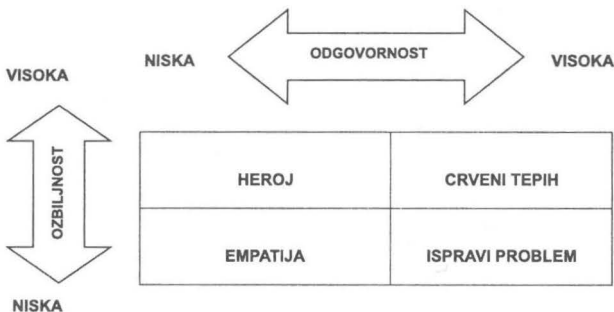 ODGOVORNOST
NISKA
VISOKA
VISOKA
OZBILJNOST
HEROJ
CRVENI TEPIH
EMPATIJA
ISPRAVI PROBLEM
NISKA